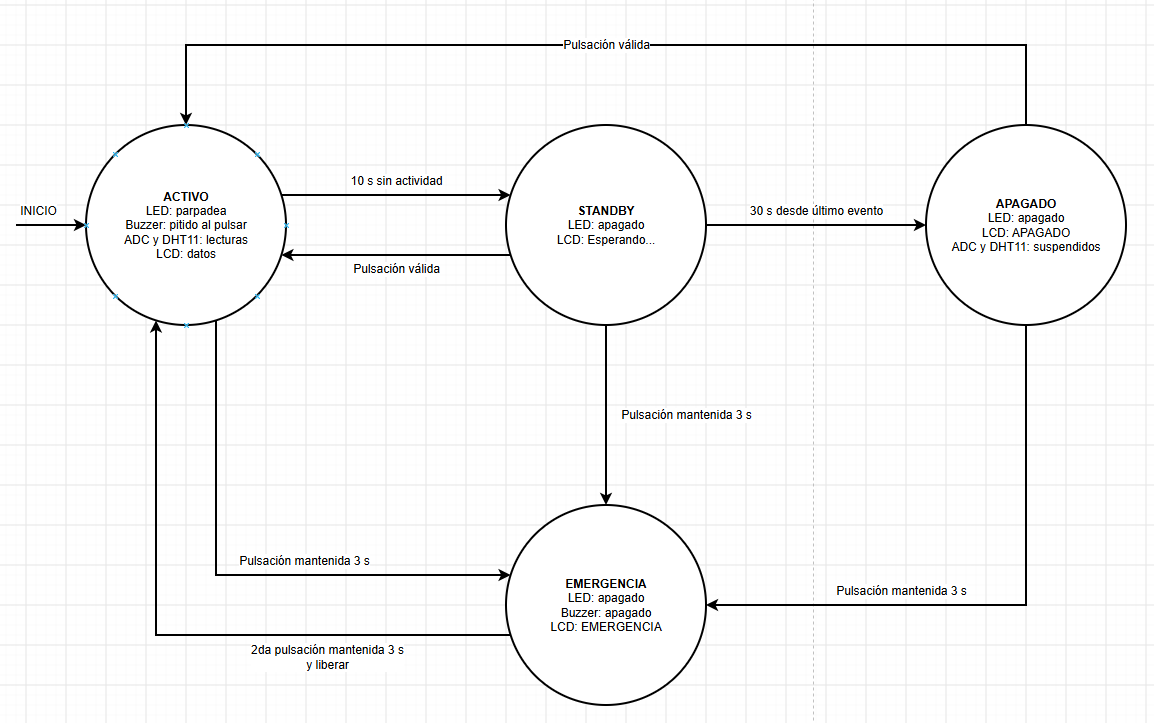 Pulsación válida
INICIO
ACTIVO
LED: parpadea
Buzzer: pitido al pulsar
ADC y DHT11: lecturas
LCD: datos
10 s sin actividad
Pulsación válida
STANDBY
LED: apagado
LCD: Esperando...
30 s desde último evento
APAGADO
LED: apagado
LCD: APAGADO
ADC y DHT11: suspendidos
Pulsación mantenida 3 s
Pulsación mantenida 3 s
EMERGENCIA
LED: apagado
Buzzer: apagado
LCD: EMERGENCIA
Pulsación mantenida 3 s
2da pulsación mantenida 3 s
y liberar